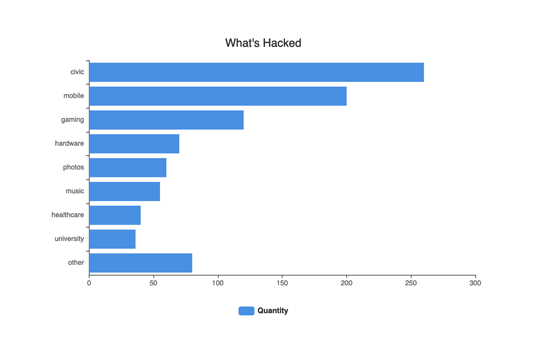 What's Hacked
civic
mobile
gaming
hardware
photos
music
healthcare
university
other
0 50 100 150 200 250 300
Quantity